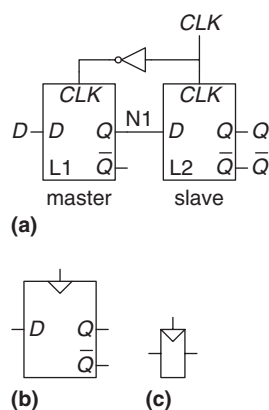 CLK
CLK CLK
D D Q N1 D Q Q
L1 Q̅ L2 Q̅ Q̅
master slave
(a)
D Q
Q̅
(b) (c)